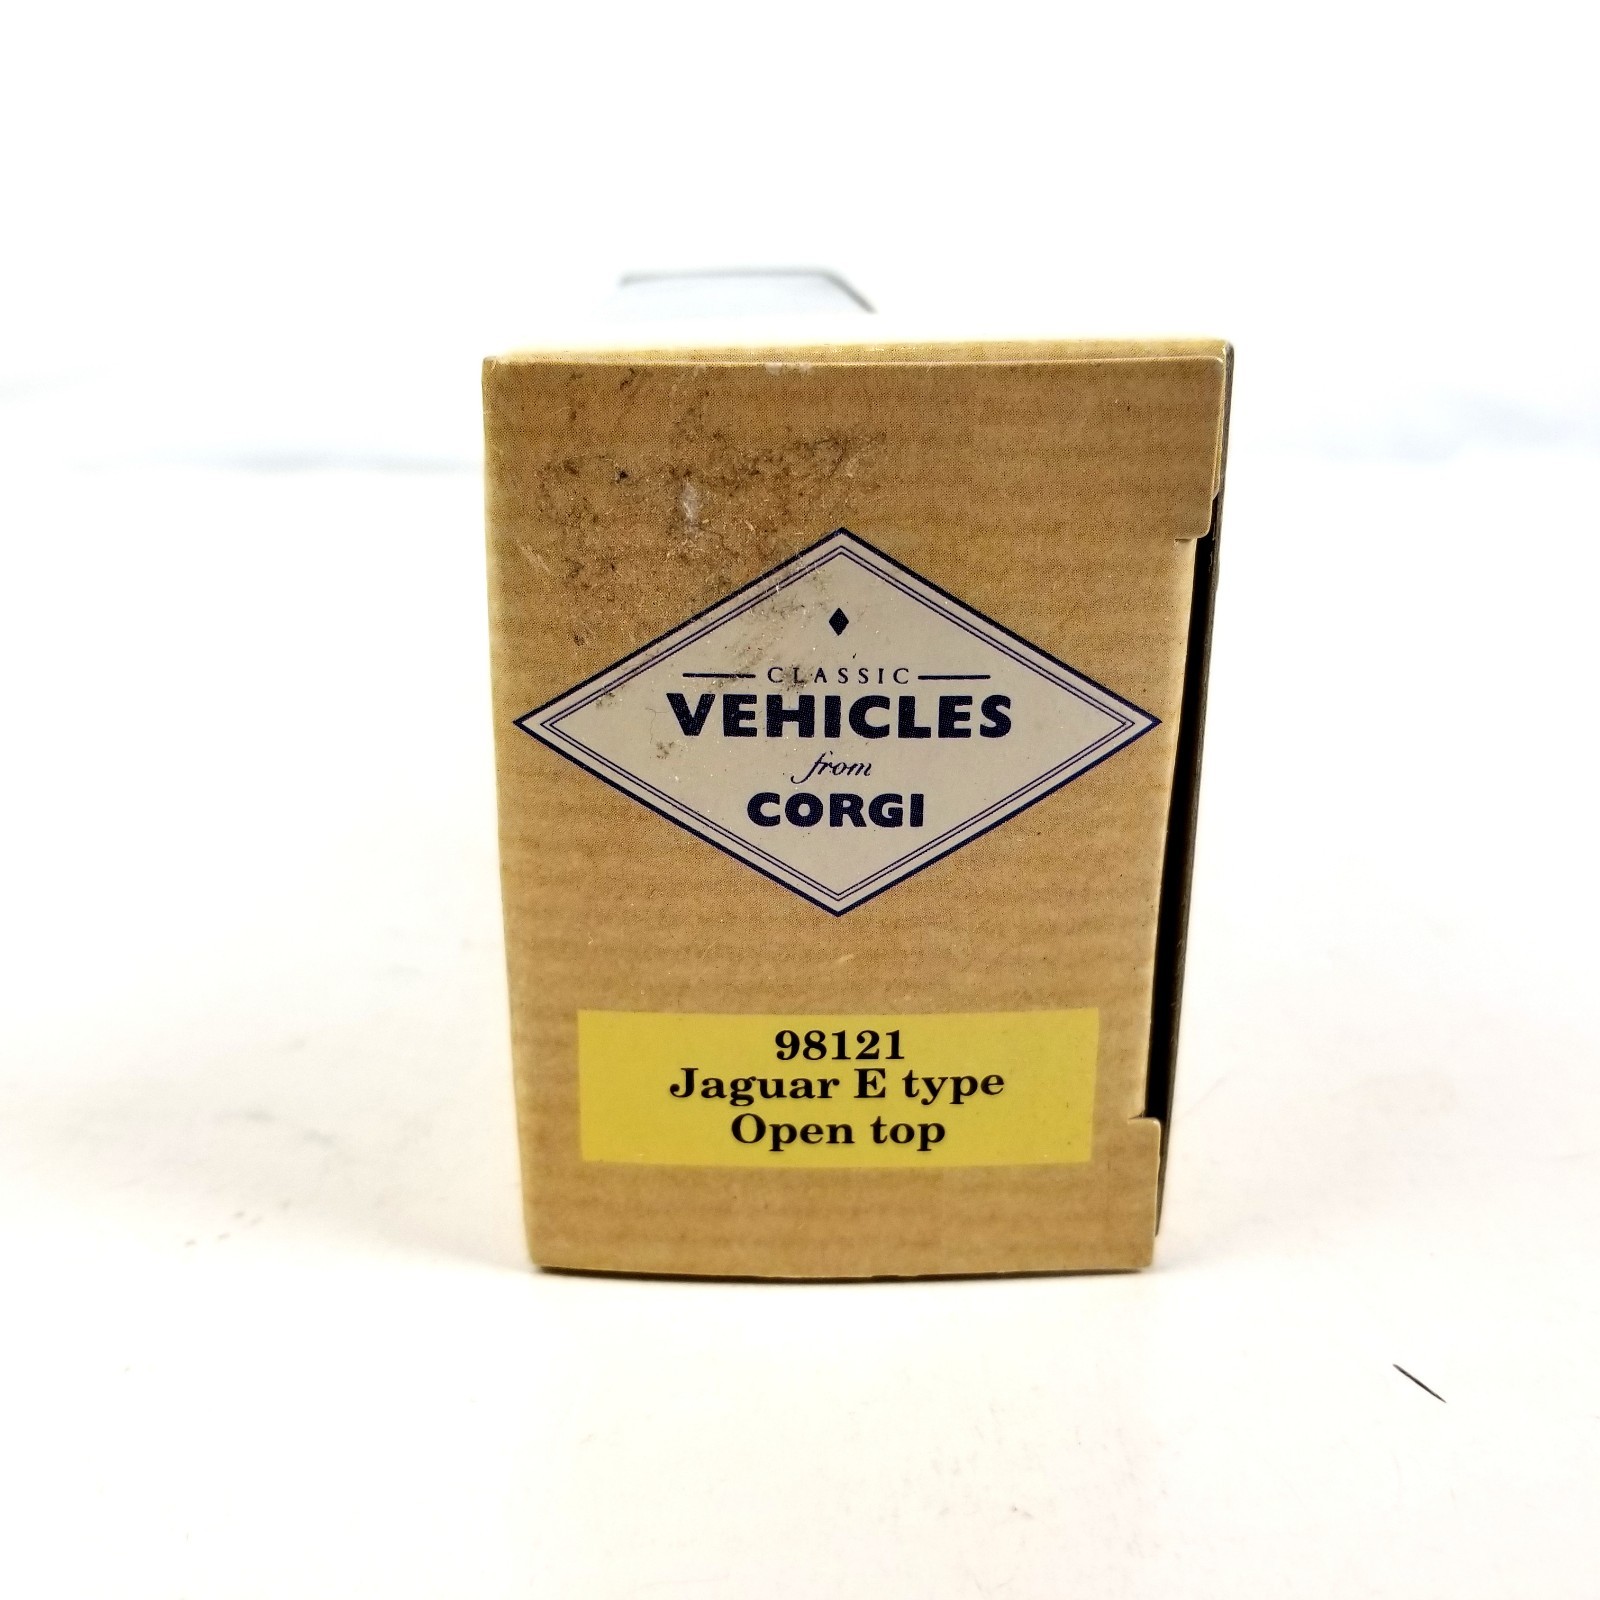 CLASSIC
VEHICLES
from
CORGI
98121
Jaguar E type
Open top